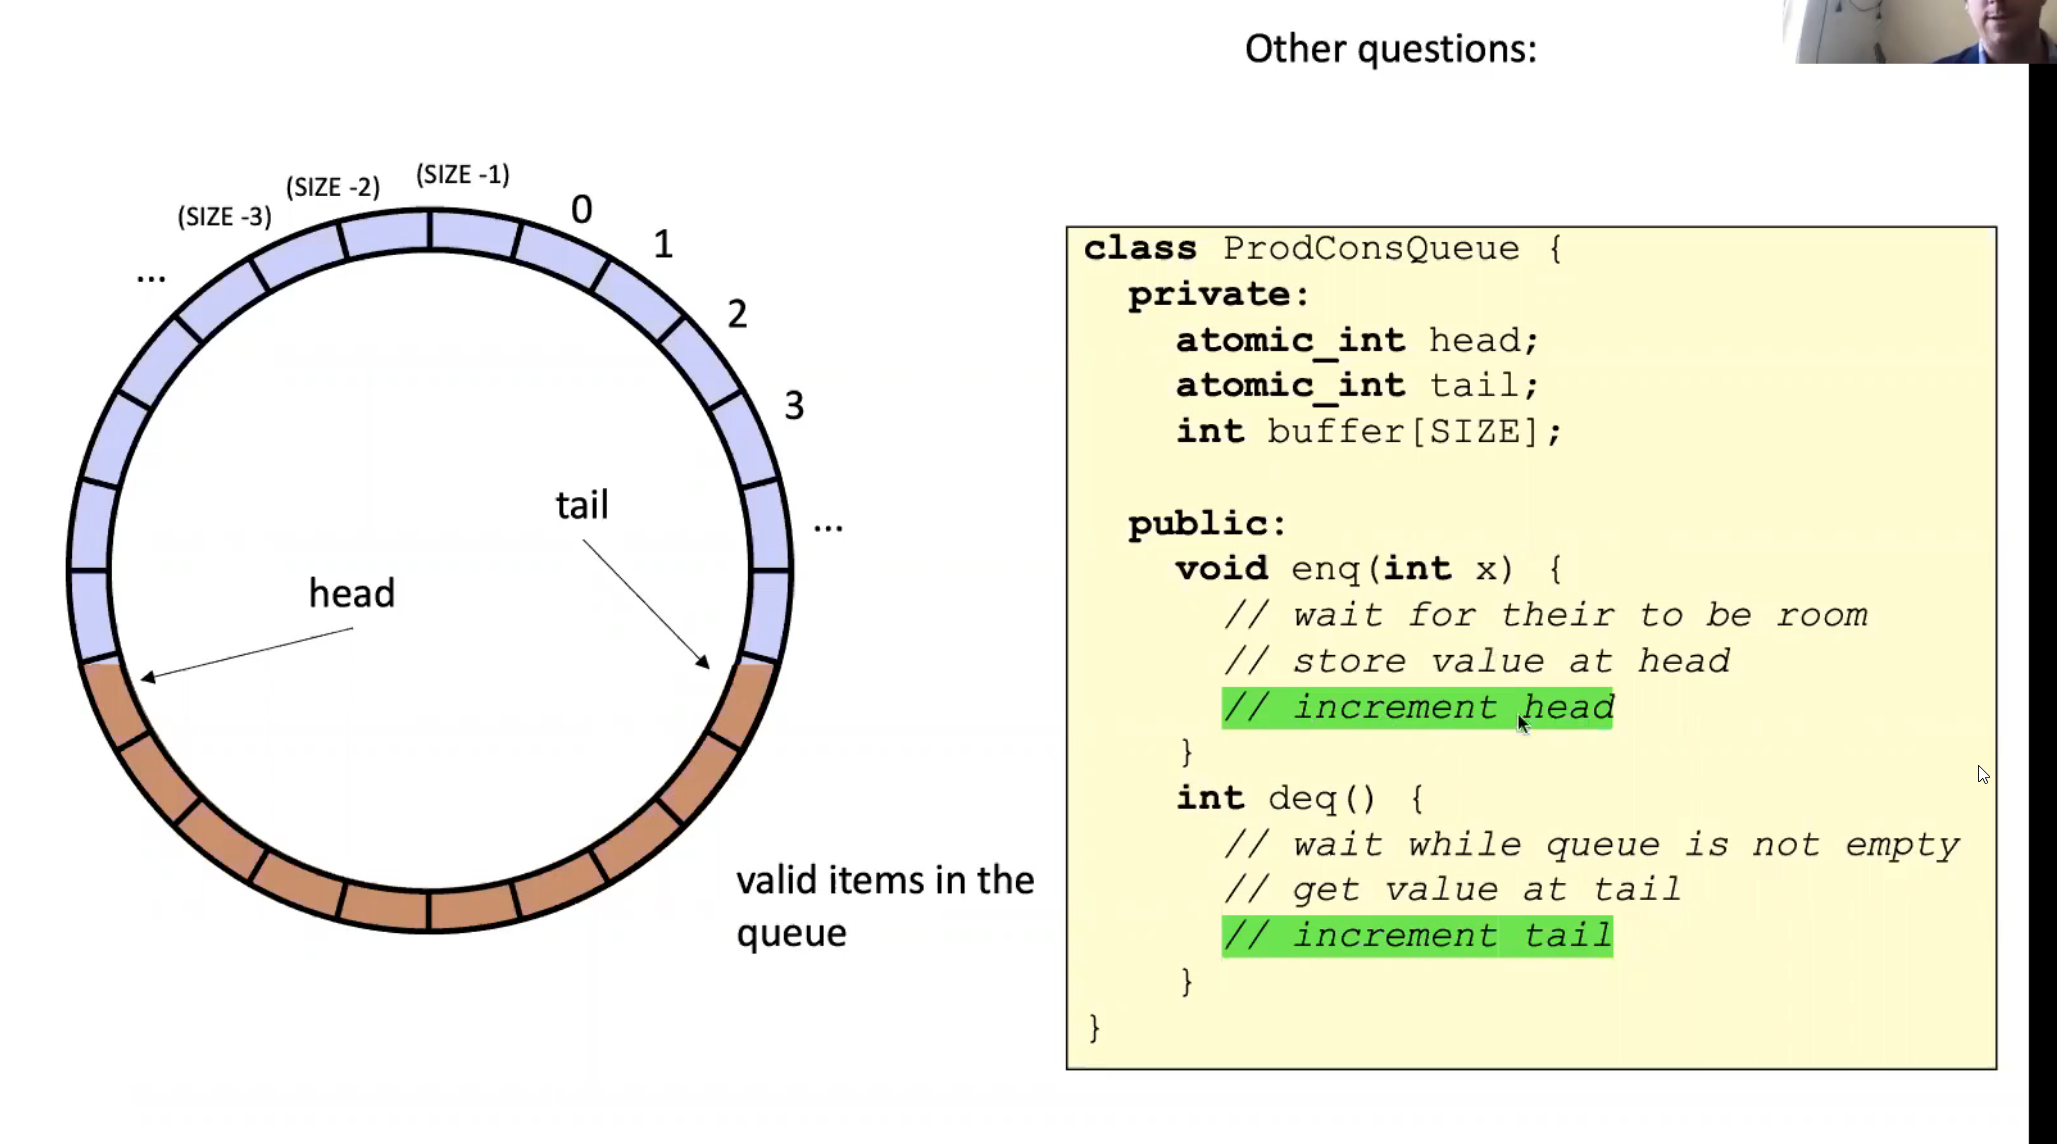 Other questions:
(SIZE -3)
(SIZE -2)
(SIZE -1)
0
1
2
3
...
...
tail
head
valid items in the
queue
class ProdConsQueue {
private:
atomic_int head;
atomic_int tail;
int buffer[SIZE];
public:
void enq(int x) {
// wait for their to be room
// store value at head
// increment head
}
int deq() {
// wait while queue is not empty
// get value at tail
// increment tail
}
}